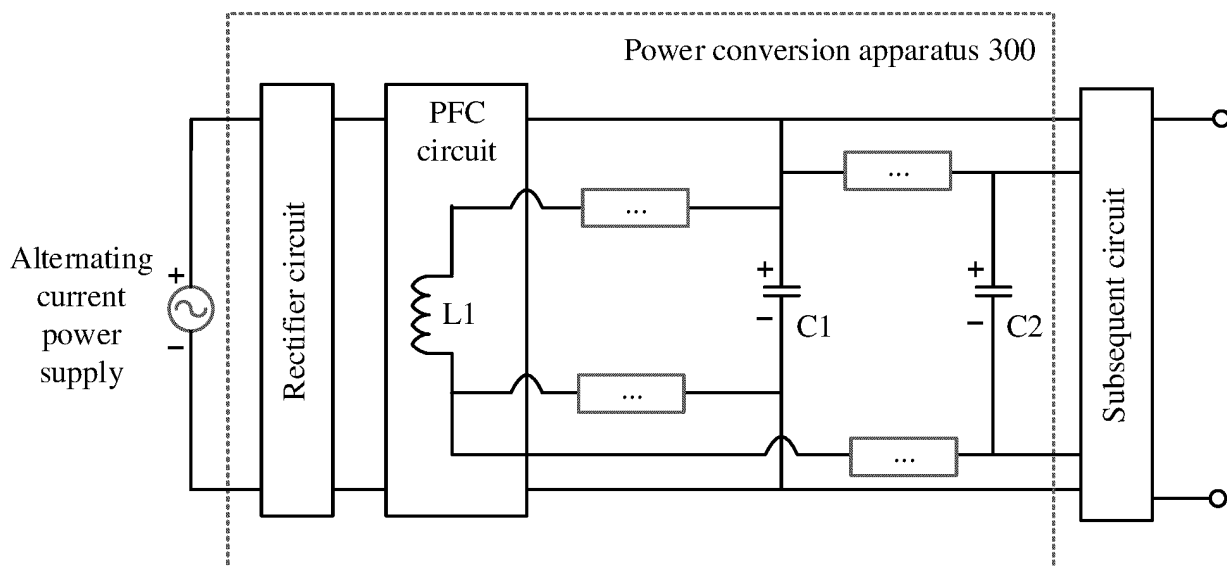 Power conversion apparatus 300
PFC
circuit
Alternating
current
power
supply
+
−
Rectifier circuit
L1
...
...
+
−
C1
...
...
+
−
C2
Subsequent circuit